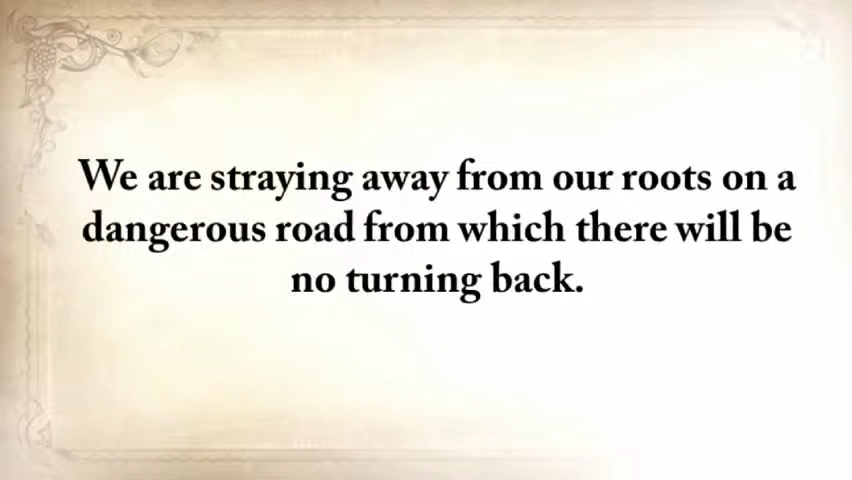 We are straying away from our roots on a
dangerous road from which there will be
no turning back.